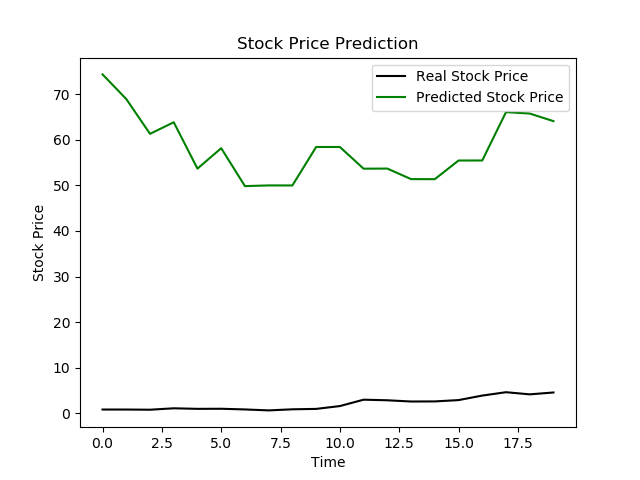 Stock Price Prediction
Real Stock Price
Predicted Stock Price
Stock Price
70
60
50
40
30
20
10
0
0.0 2.5 5.0 7.5 10.0 12.5 15.0 17.5
Time